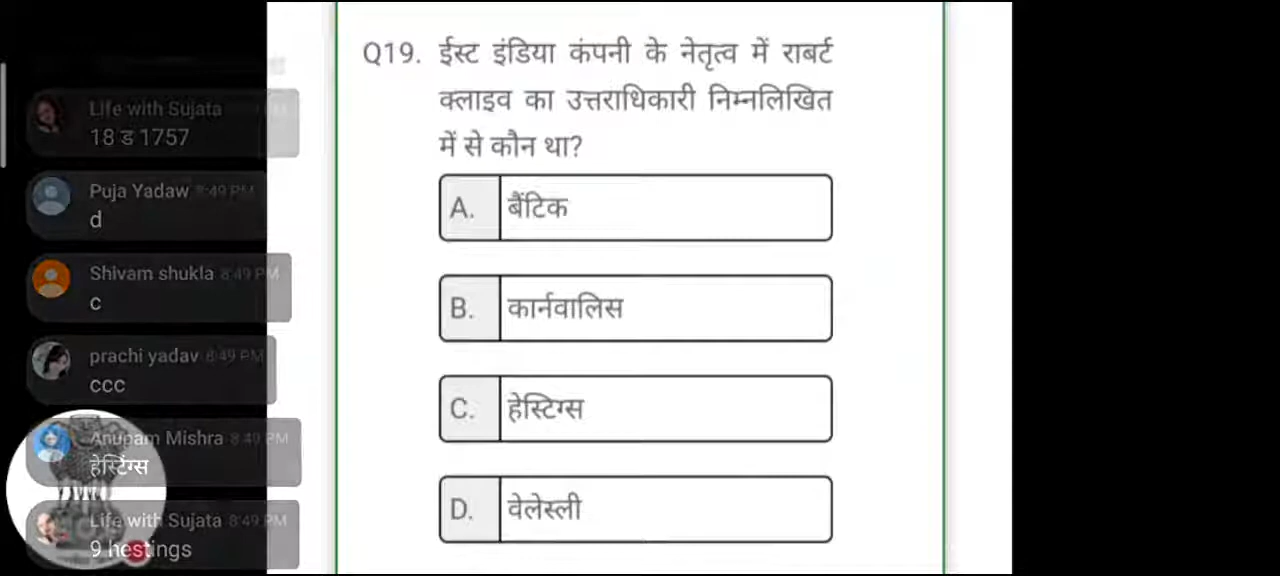 Life with Sujata
18 ड 1757
Puja Yadaw 8:49 PM
d
Shivam shukla 8:49 PM
c
prachi yadav 8:49 PM
ccc
Anupam Mishra 8:49 PM
हेस्टिंग्स
Life with Sujata 8:49 PM
9 hestings
Q19. ईस्ट इंडिया कंपनी के नेतृत्व में राबर्ट
क्लाइव का उत्तराधिकारी निम्नलिखित
में से कौन था?
A. बैंटिक
B. कार्नवालिस
C. हेस्टिग्स
D. वेलेस्ली